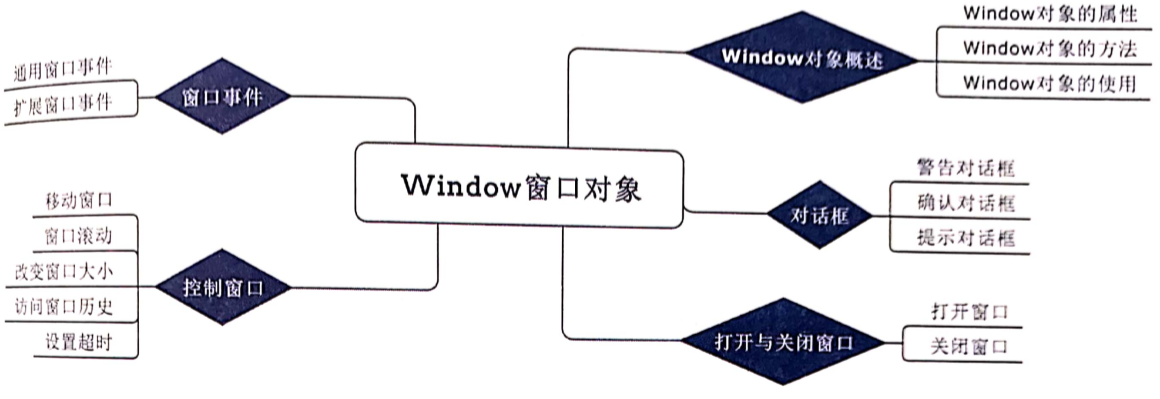 Window窗口对象
Window对象概述
Window对象的属性
Window对象的方法
Window对象的使用
对话框
警告对话框
确认对话框
提示对话框
打开与关闭窗口
打开窗口
关闭窗口
窗口事件
通用窗口事件
扩展窗口事件
控制窗口
移动窗口
窗口滚动
改变窗口大小
访问窗口历史
设置超时